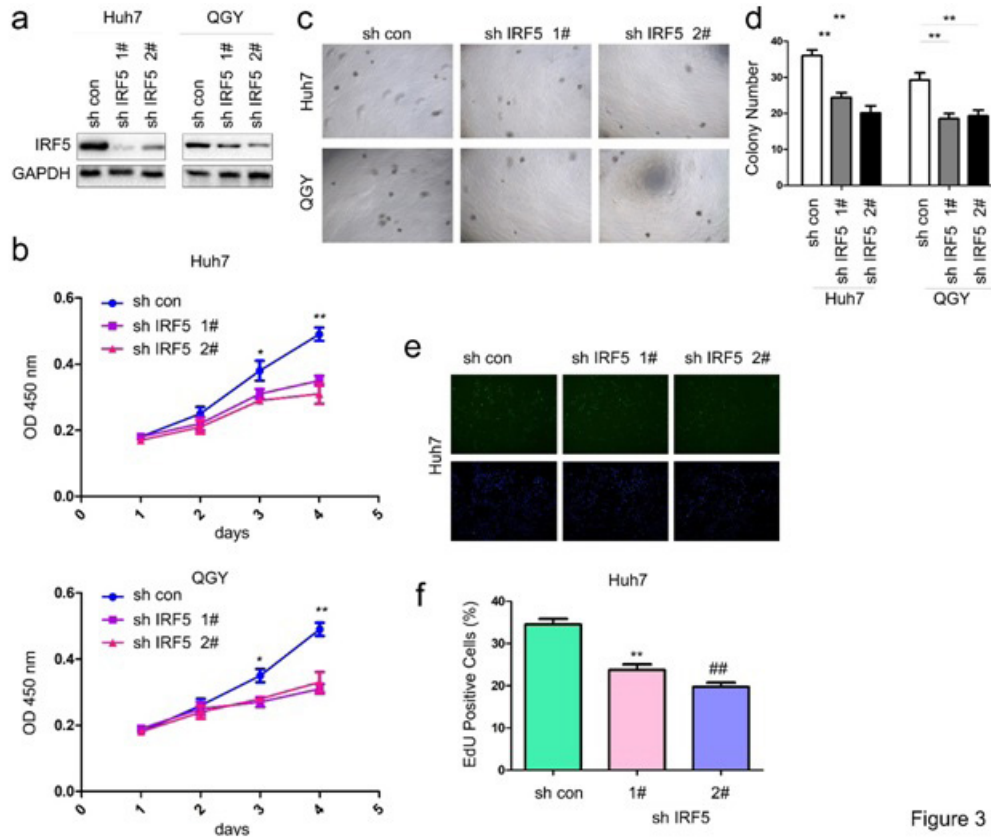 a
Huh7
QGY
sh con
sh IRF5 1#
sh IRF5 2#
sh con
sh IRF5 1#
sh IRF5 2#
IRF5
GAPDH
b
Huh7
sh con
sh IRF5 1#
sh IRF5 2#
OD 450 nm
0.6
0.4
0.2
0.0
*
**
0
1
2
3
4
5
days
QGY
sh con
sh IRF5 1#
sh IRF5 2#
OD 450 nm
0.6
0.4
0.2
0.0
*
**
0
1
2
3
4
5
days
c
sh con
sh IRF5 1#
sh IRF5 2#
Huh7
QGY
d
Colony Number
40
30
20
10
0
**
**
**
**
sh con
sh IRF5 1#
sh IRF5 2#
sh con
sh IRF5 1#
sh IRF5 2#
Huh7
QGY
e
sh con
sh IRF5 1#
sh IRF5 2#
Huh7
f
Huh7
EdU Positive Cells (%)
40
30
20
10
0
**
##
sh con
1#
2#
sh IRF5
Figure 3